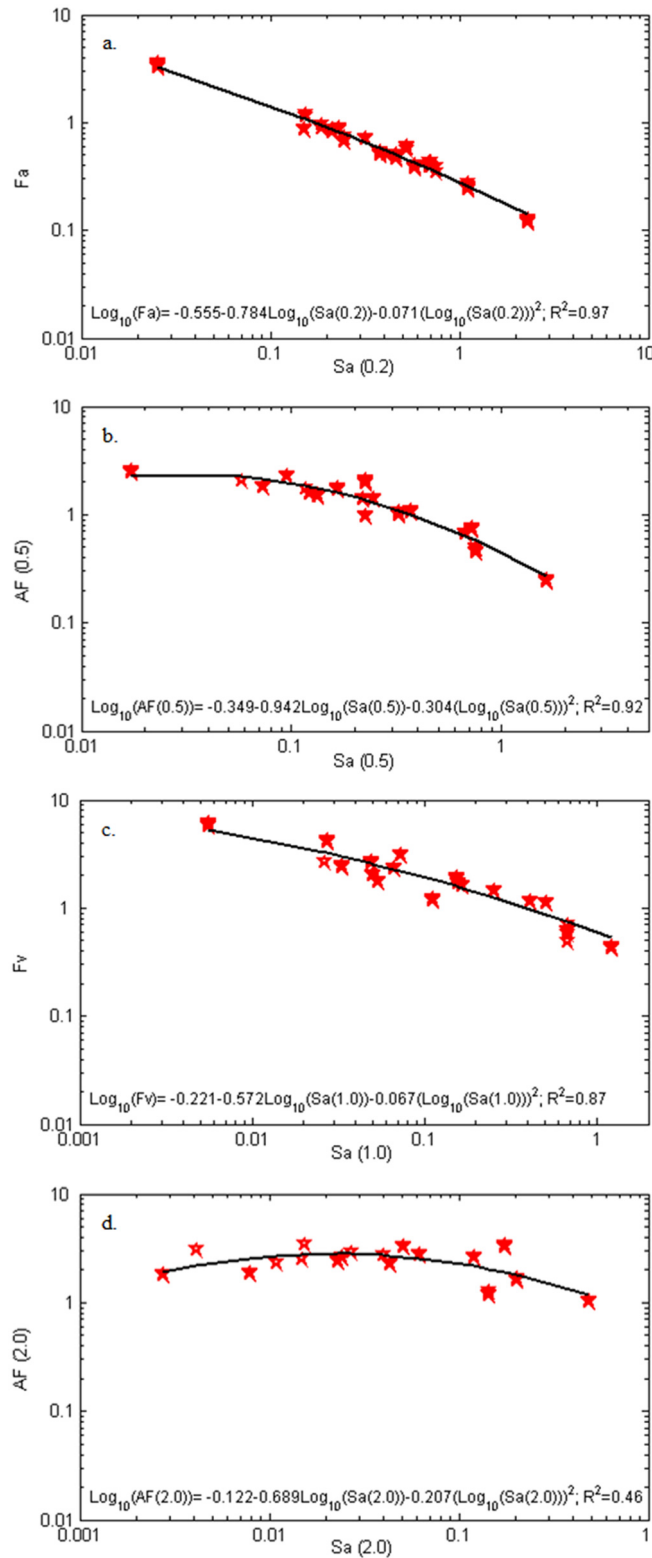 10
a.
1
Fa
0.1
Log10(Fa)= -0.555-0.784Log10(Sa(0.2))-0.071(Log10(Sa(0.2)))2; R2=0.97
0.01
0.01 0.1 1 10
Sa (0.2)
10
b.
1
AF (0.5)
0.1
Log10(AF(0.5))= -0.349-0.942Log10(Sa(0.5))-0.304(Log10(Sa(0.5)))2; R2=0.92
0.01
0.01 0.1 1
Sa (0.5)
10
c.
1
Fv
0.1
Log10(Fv)= -0.221-0.572Log10(Sa(1.0))-0.067(Log10(Sa(1.0)))2; R2=0.87
0.01
0.001 0.01 0.1 1
Sa (1.0)
10
d.
1
AF (2.0)
0.1
Log10(AF(2.0))= -0.122-0.689Log10(Sa(2.0))-0.207(Log10(Sa(2.0)))2; R2=0.46
0.01
0.001 0.01 0.1 1
Sa (2.0)